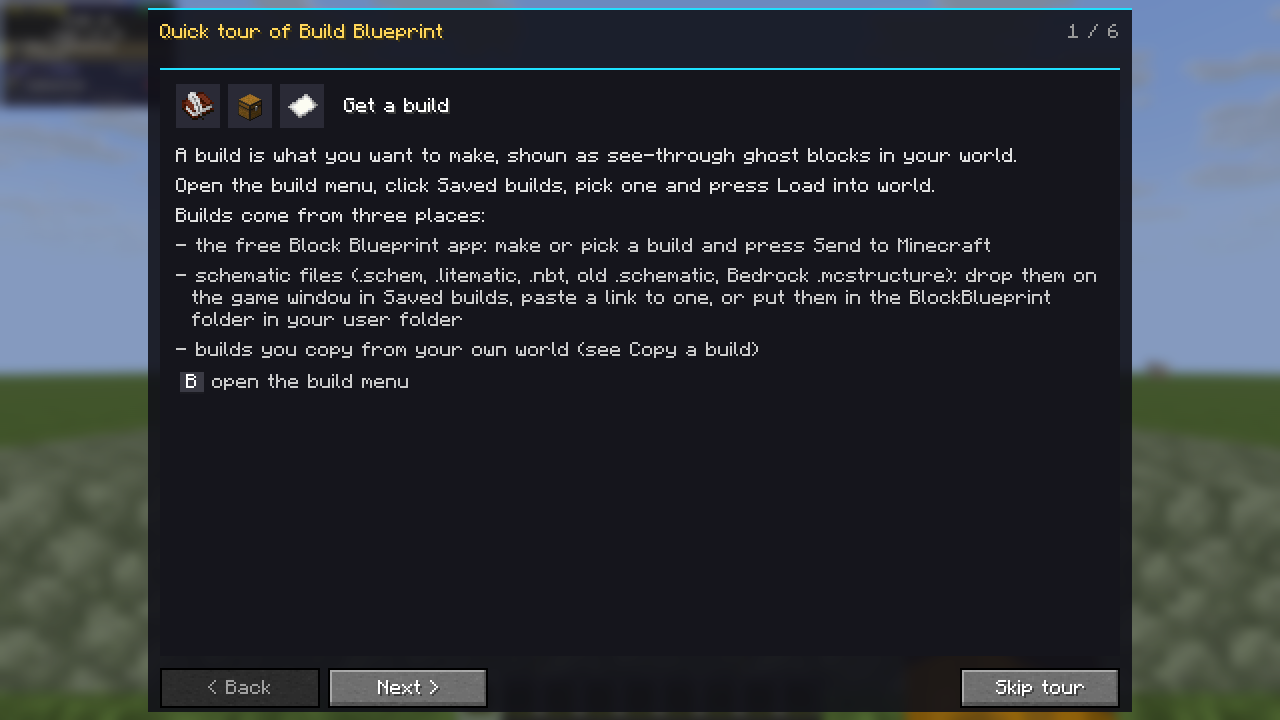 Quick tour of Build Blueprint
1 / 6
Get a build
A build is what you want to make, shown as see-through ghost blocks in your world.
Open the build menu, click Saved builds, pick one and press Load into world.
Builds come from three places:
- the free Block Blueprint app: make or pick a build and press Send to Minecraft
- schematic files (.schem, .litematic, .nbt, old .schematic, Bedrock .mcstructure): drop them on
the game window in Saved builds, paste a link to one, or put them in the BlockBlueprint
folder in your user folder
- builds you copy from your own world (see Copy a build)
B open the build menu
< Back
Next >
Skip tour